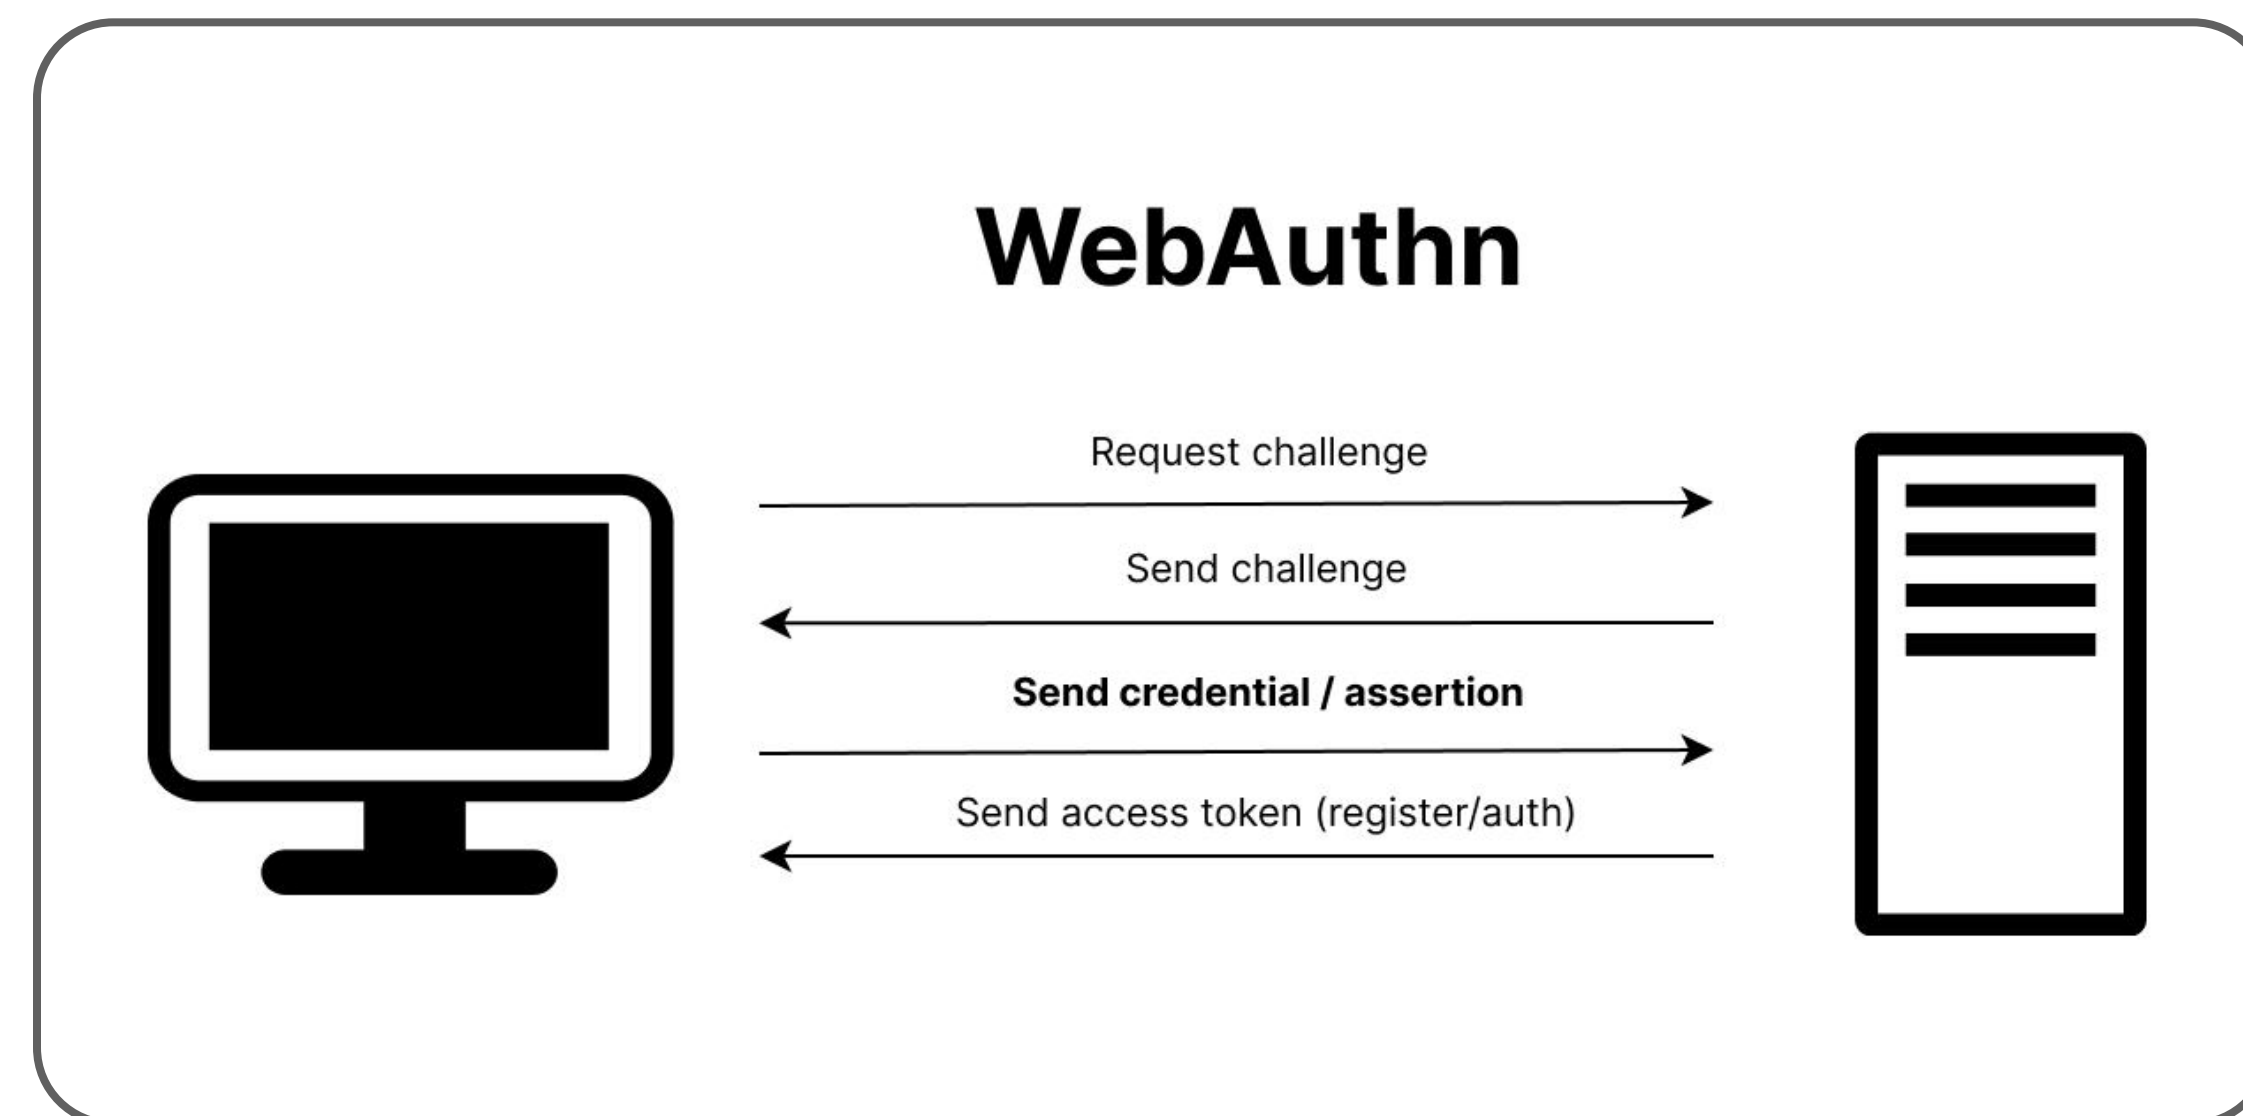 WebAuthn
Request challenge
Send challenge
Send credential / assertion
Send access token (register/auth)